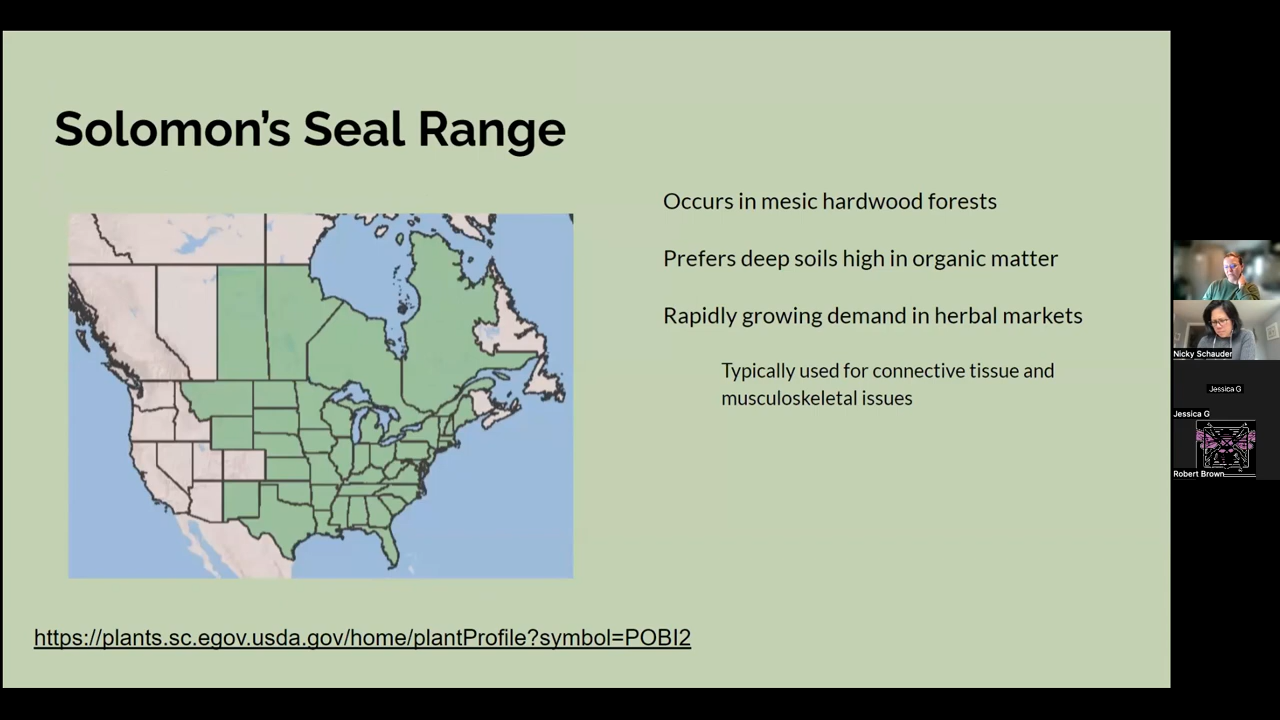 Solomon's Seal Range
Occurs in mesic hardwood forests
Prefers deep soils high in organic matter
Rapidly growing demand in herbal markets
Typically used for connective tissue and
musculoskeletal issues
https://plants.sc.egov.usda.gov/home/plantProfile?symbol=POBI2
Nicky Schauder
Jessica G
Jessica G
Robert Brown